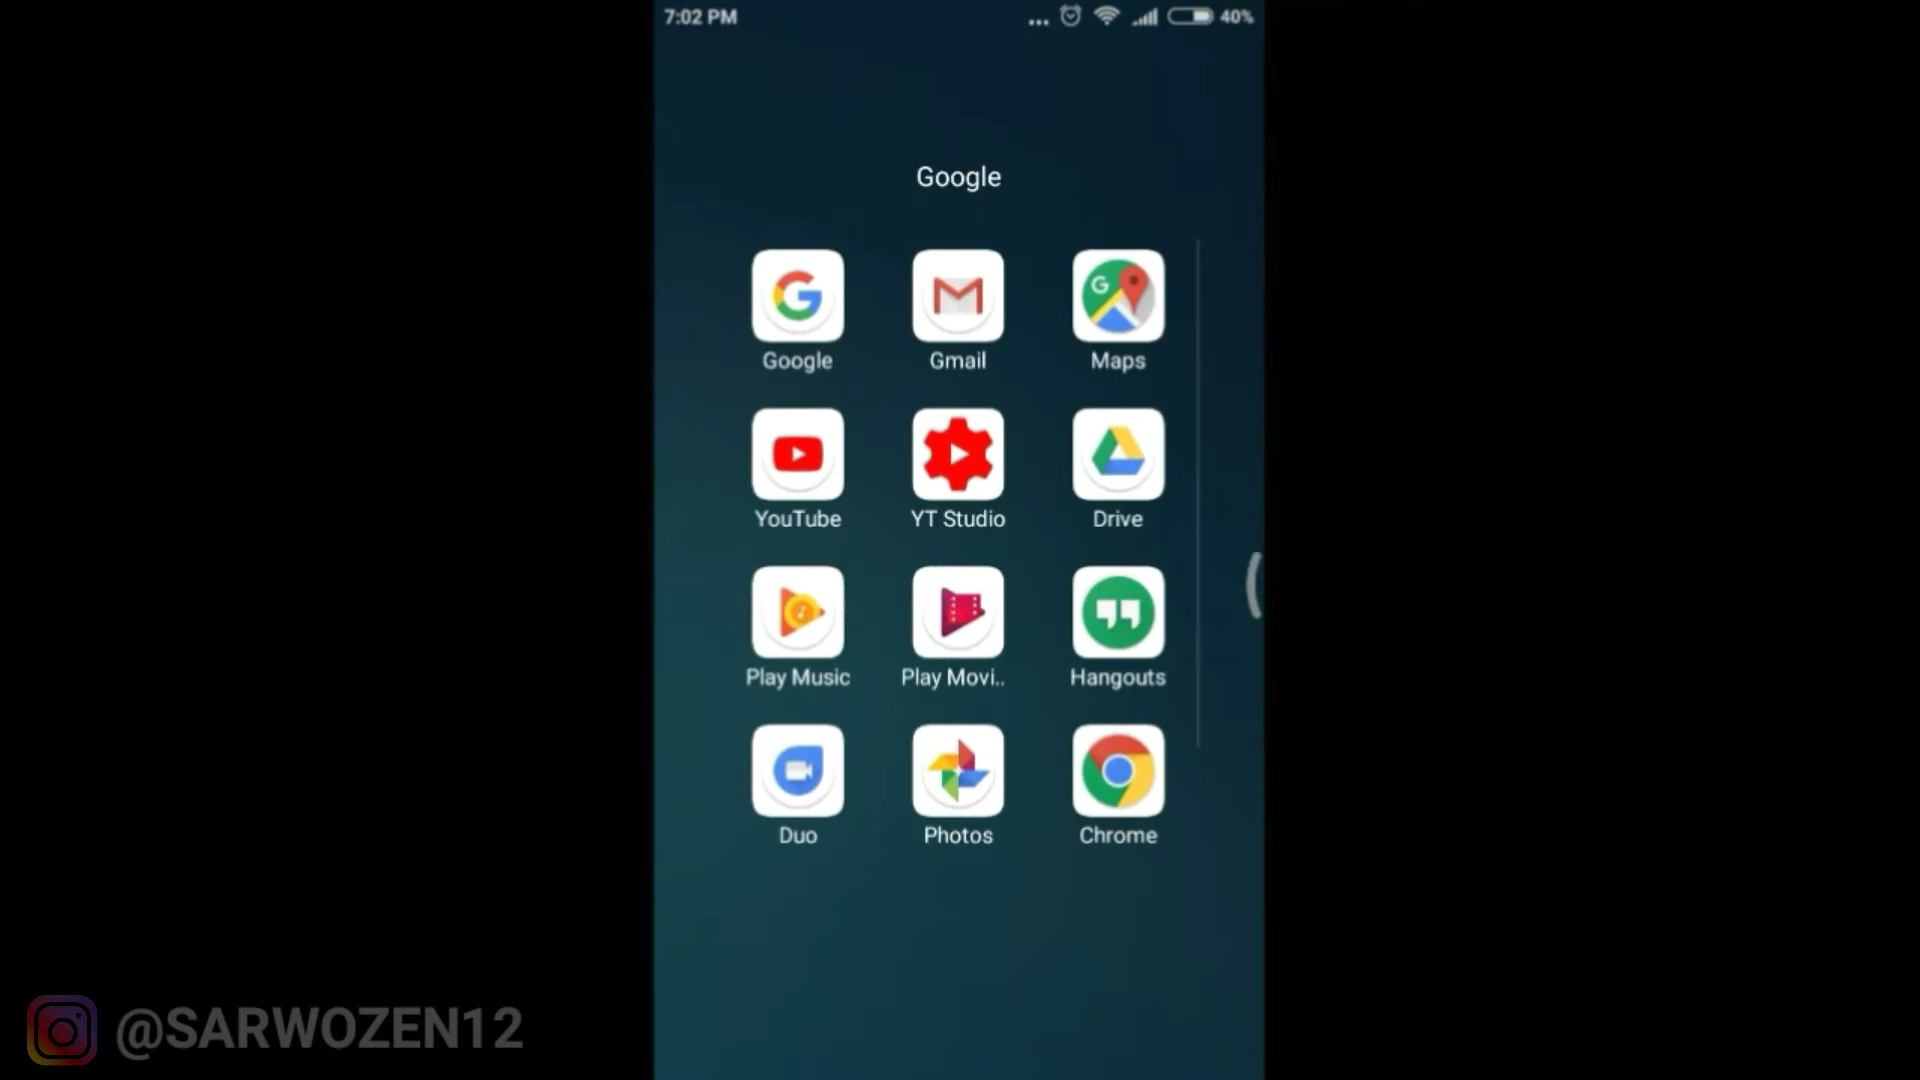 7:02 PM
40%
Google
Google Gmail Maps
YouTube YT Studio Drive
Play Music Play Movi.. Hangouts
Duo Photos Chrome
@SARWOZEN12